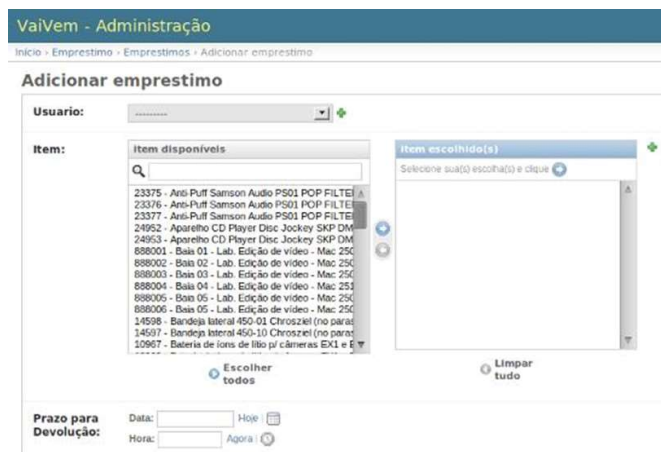 VaiVem - Administração
Início › Emprestimo › Emprestimos › Adicionar emprestimo
Adicionar emprestimo
Usuario:
---------
Item:
item disponíveis
item escolhido(s)
Selecione sua(s) escolha(s) e clique
23375 - Anti-Puff Samson Audio PS01 POP FILTE
23376 - Anti-Puff Samson Audio PS01 POP FILTE
23377 - Anti-Puff Samson Audio PS01 POP FILTE
24952 - Aparelho CD Player Disc Jockey SKP DM
24953 - Aparelho CD Player Disc Jockey SKP DM
888001 - Baia 01 - Lab. Edição de vídeo - Mac 250
888002 - Baia 02 - Lab. Edição de vídeo - Mac 250
888003 - Baia 03 - Lab. Edição de vídeo - Mac 250
888004 - Baia 04 - Lab. Edição de vídeo - Mac 251
888005 - Baia 05 - Lab. Edição de vídeo - Mac 250
888006 - Baia 05 - Lab. Edição de vídeo - Mac 250
14598 - Bandeja lateral 450-01 Chrosziel (no paras
14597 - Bandeja lateral 450-10 Chrosziel (no paras
10967 - Bateria de íons de lítio p/ câmeras EX1 e E
Escolher todos
Limpar tudo
Prazo para Devolução:
Data:
Hoje |
Hora:
Agora |